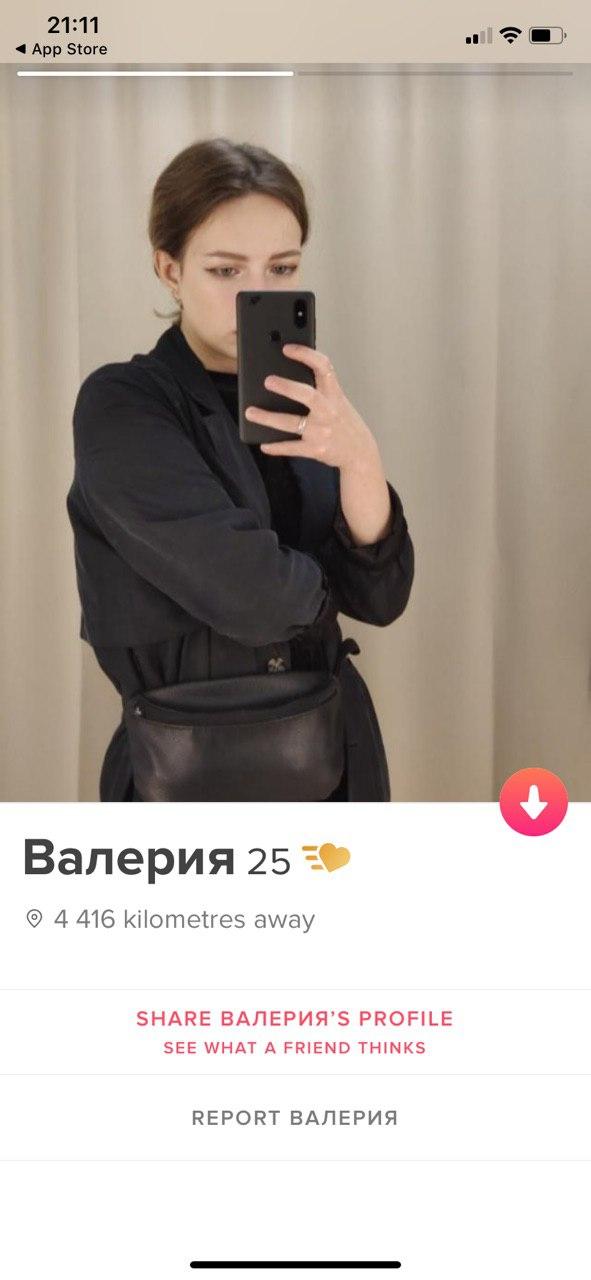 21:11
◀ App Store
Валерия 25
4 416 kilometres away
SHARE ВАЛЕРИЯ’S PROFILE
SEE WHAT A FRIEND THINKS
REPORT ВАЛЕРИЯ